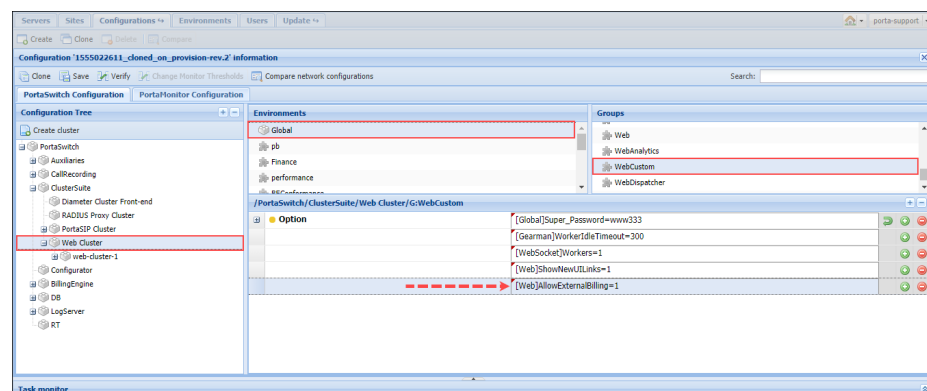 Servers Sites Configurations Environments Users Update porta-support
Create Clone Delete Compare
Configuration '1555022611_cloned_on_provision-rev.2' information
Clone Save Verify Change Monitor Thresholds Compare network configurations Search:
PortaSwitch Configuration PortaMonitor Configuration
Configuration Tree
Create cluster
PortaSwitch
Auxiliaries
CallRecording
ClusterSuite
Diameter Cluster Front-end
RADIUS Proxy Cluster
PortaSIP Cluster
Web Cluster
web-cluster-1
Configurator
BillingEngine
DB
LogServer
RT
Environments
Global
pb
Finance
performance
Groups
Web
WebAnalytics
WebCustom
WebDispatcher
/PortaSwitch/ClusterSuite/Web Cluster/G:WebCustom
Option [Global]Super_Password=www333
[Gearman]WorkerIdleTimeout=300
[WebSocket]Workers=1
[Web]ShowNewUILinks=1
[Web]AllowExternalBilling=1
Task monitor